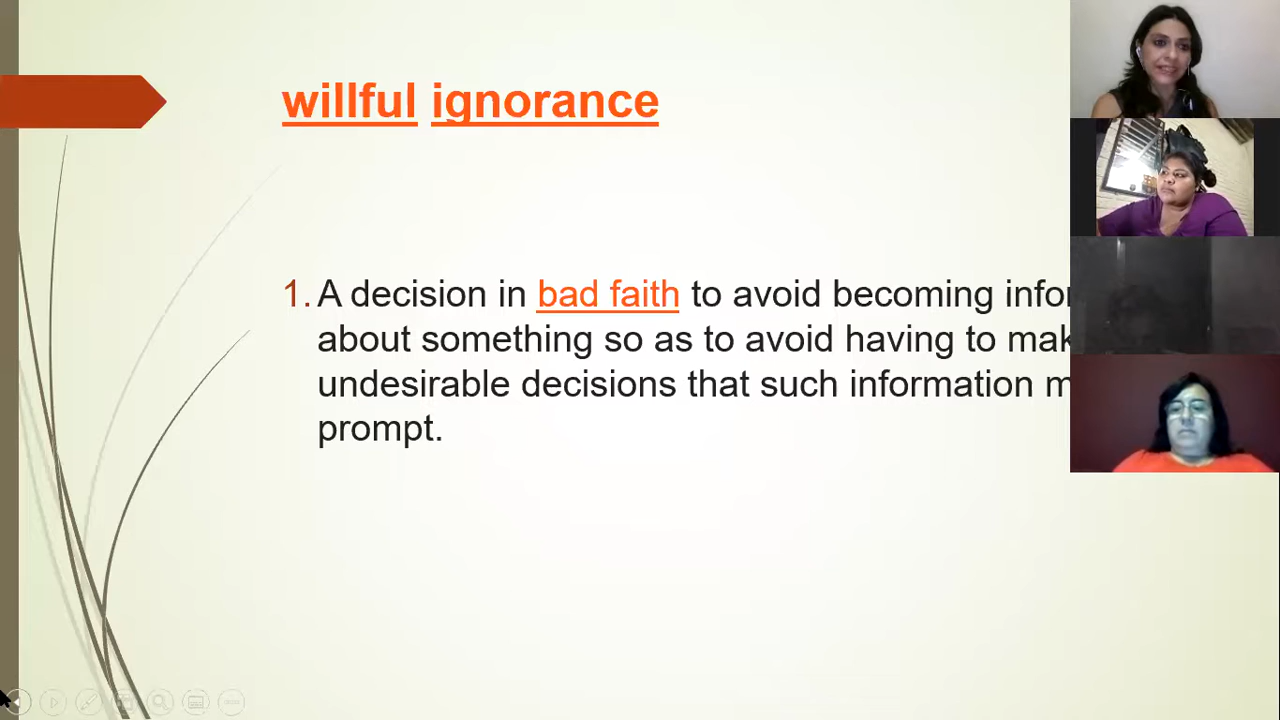 willful ignorance
1. A decision in bad faith to avoid becoming
about something so as to avoid having to
undesirable decisions that such information
prompt.